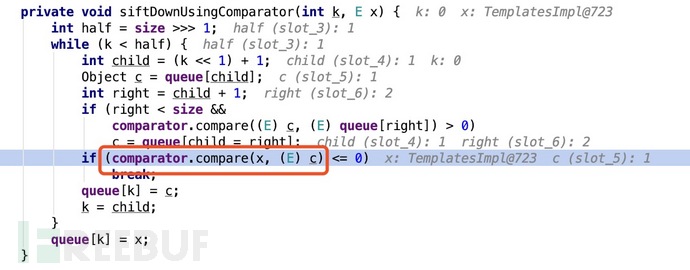 private void siftDownUsingComparator(int k, E x) { k: 0 x: TemplatesImpl@723
int half = size >>> 1; half (slot_3): 1
while (k < half) { half (slot_3): 1
int child = (k << 1) + 1; child (slot_4): 1 k: 0
Object c = queue[child]; c (slot_5): 1
int right = child + 1; right (slot_6): 2
if (right < size &&
comparator.compare((E) c, (E) queue[right]) > 0)
c = queue[child = right]; child (slot_4): 1 right (slot_6): 2
if (comparator.compare(x, (E) c) <= 0) x: TemplatesImpl@723 c (slot_5): 1
break;
queue[k] = c;
k = child;
}
queue[k] = x;
}
FREEBUF